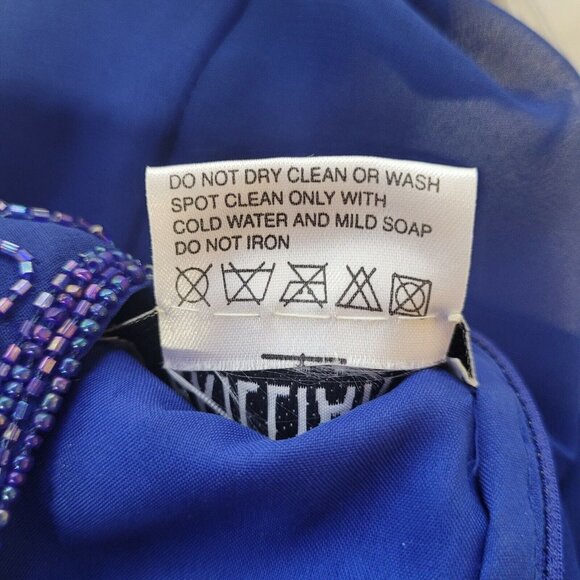 DO NOT DRY CLEAN OR WASH
SPOT CLEAN ONLY WITH
COLD WATER AND MILD SOAP
DO NOT IRON